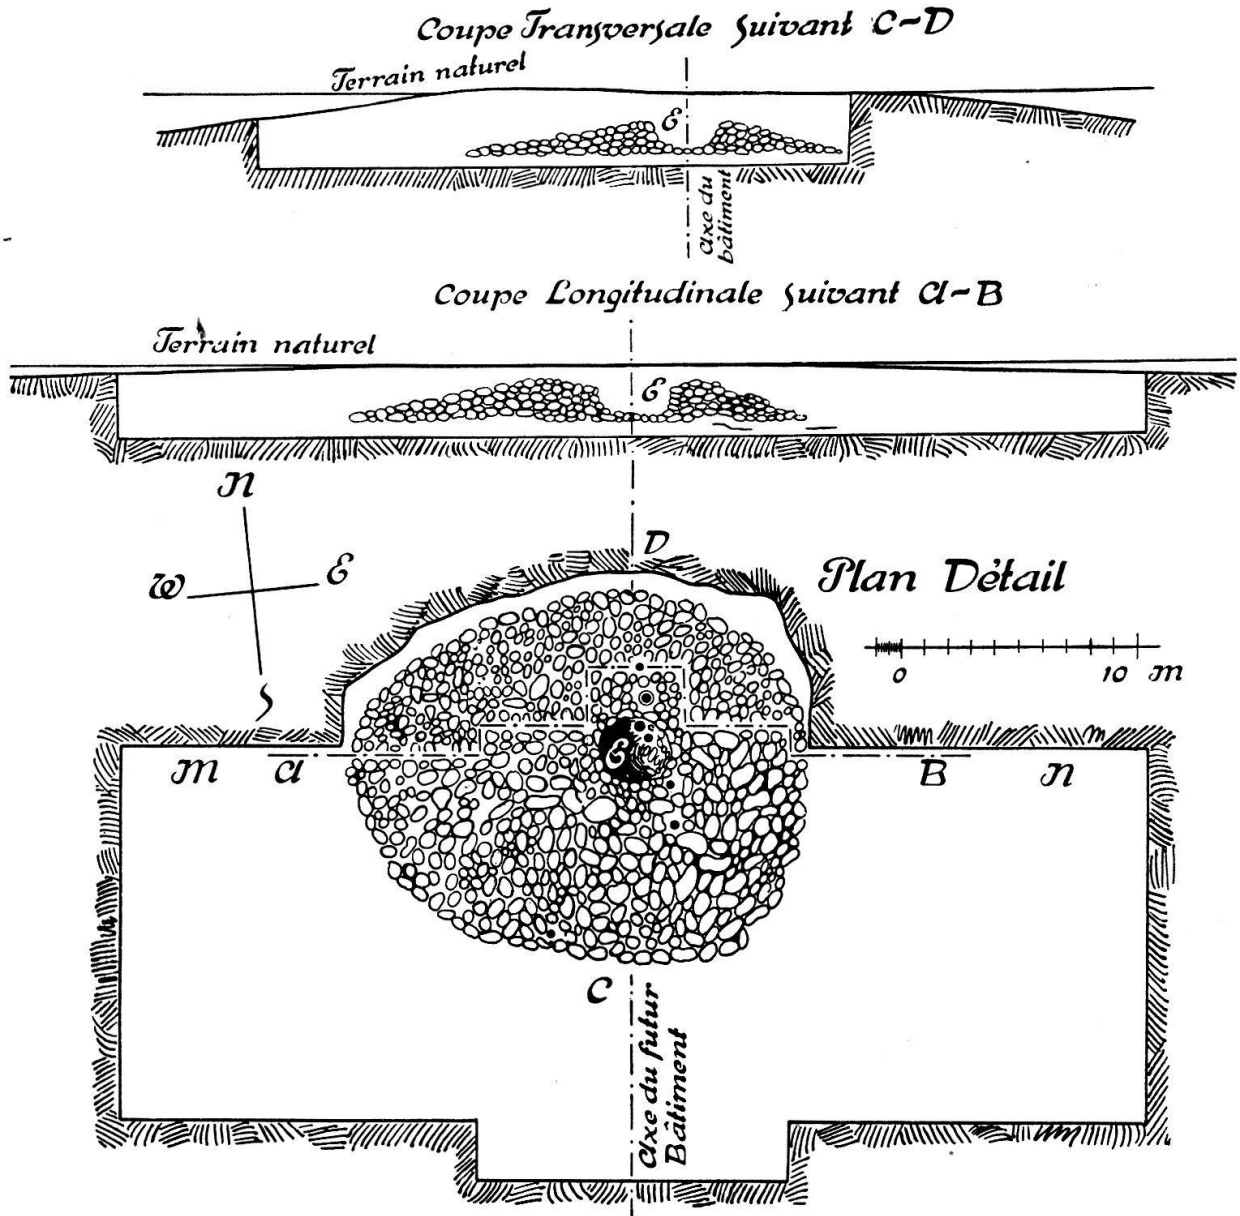 Coupe Transversale suivant C-D
Terrain naturel
E
Axe du
bâtiment
Coupe Longitudinale suivant A-B
Terrain naturel
E
N
W E
S
D
Plan Détail
0 10 m
M A E B N
C
Axe du futur
Bâtiment